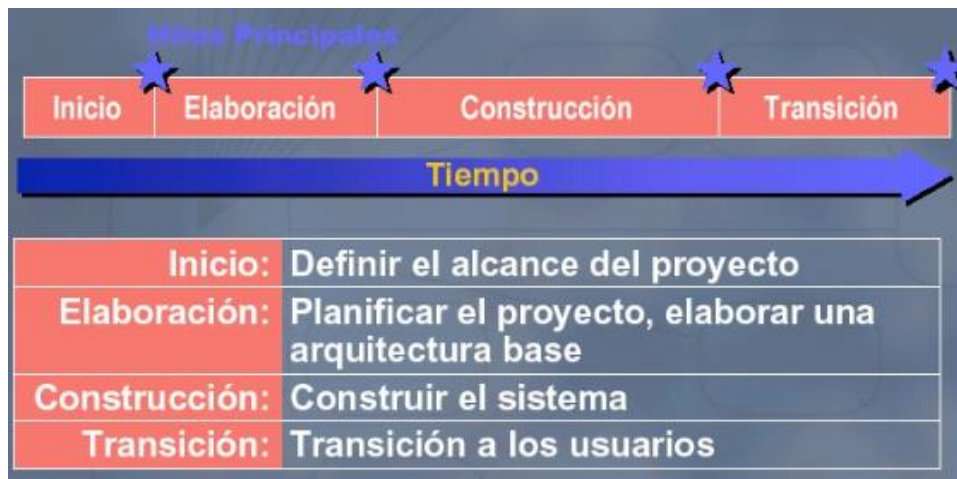 Hitos Principales
Inicio
Elaboración
Construcción
Transición
Tiempo
Inicio: Definir el alcance del proyecto
Elaboración: Planificar el proyecto, elaborar una
arquitectura base
Construcción: Construir el sistema
Transición: Transición a los usuarios